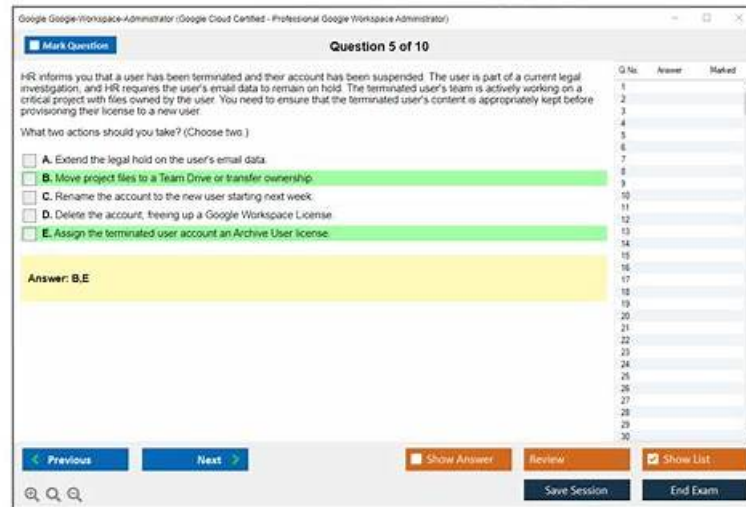 Google Google-Workspace-Administrator (Google Cloud Certified - Professional Google Workspace Administrator)
Mark Question
Question 5 of 10
HR informs you that a user has been terminated and their account has been suspended. The user is part of a current legal
investigation, and HR requires the user's email data to remain on hold. The terminated user's team is actively working on a
critical project with files owned by the user. You need to ensure that the terminated user's content is appropriately kept before
provisioning their license to a new user.
What two actions should you take? (Choose two.)
A. Extend the legal hold on the user's email data.
B. Move project files to a Team Drive or transfer ownership.
C. Rename the account to the new user starting next week.
D. Delete the account, freeing up a Google Workspace License.
E. Assign the terminated user account an Archive User license.
Answer: B,E
Q.No. Answer Marked
1
2
3
4
5
6
7
8
9
10
11
12
13
14
15
16
17
18
19
20
21
22
23
24
25
26
27
28
29
30
Previous
Next
Show Answer
Review
Show List
Save Session
End Exam